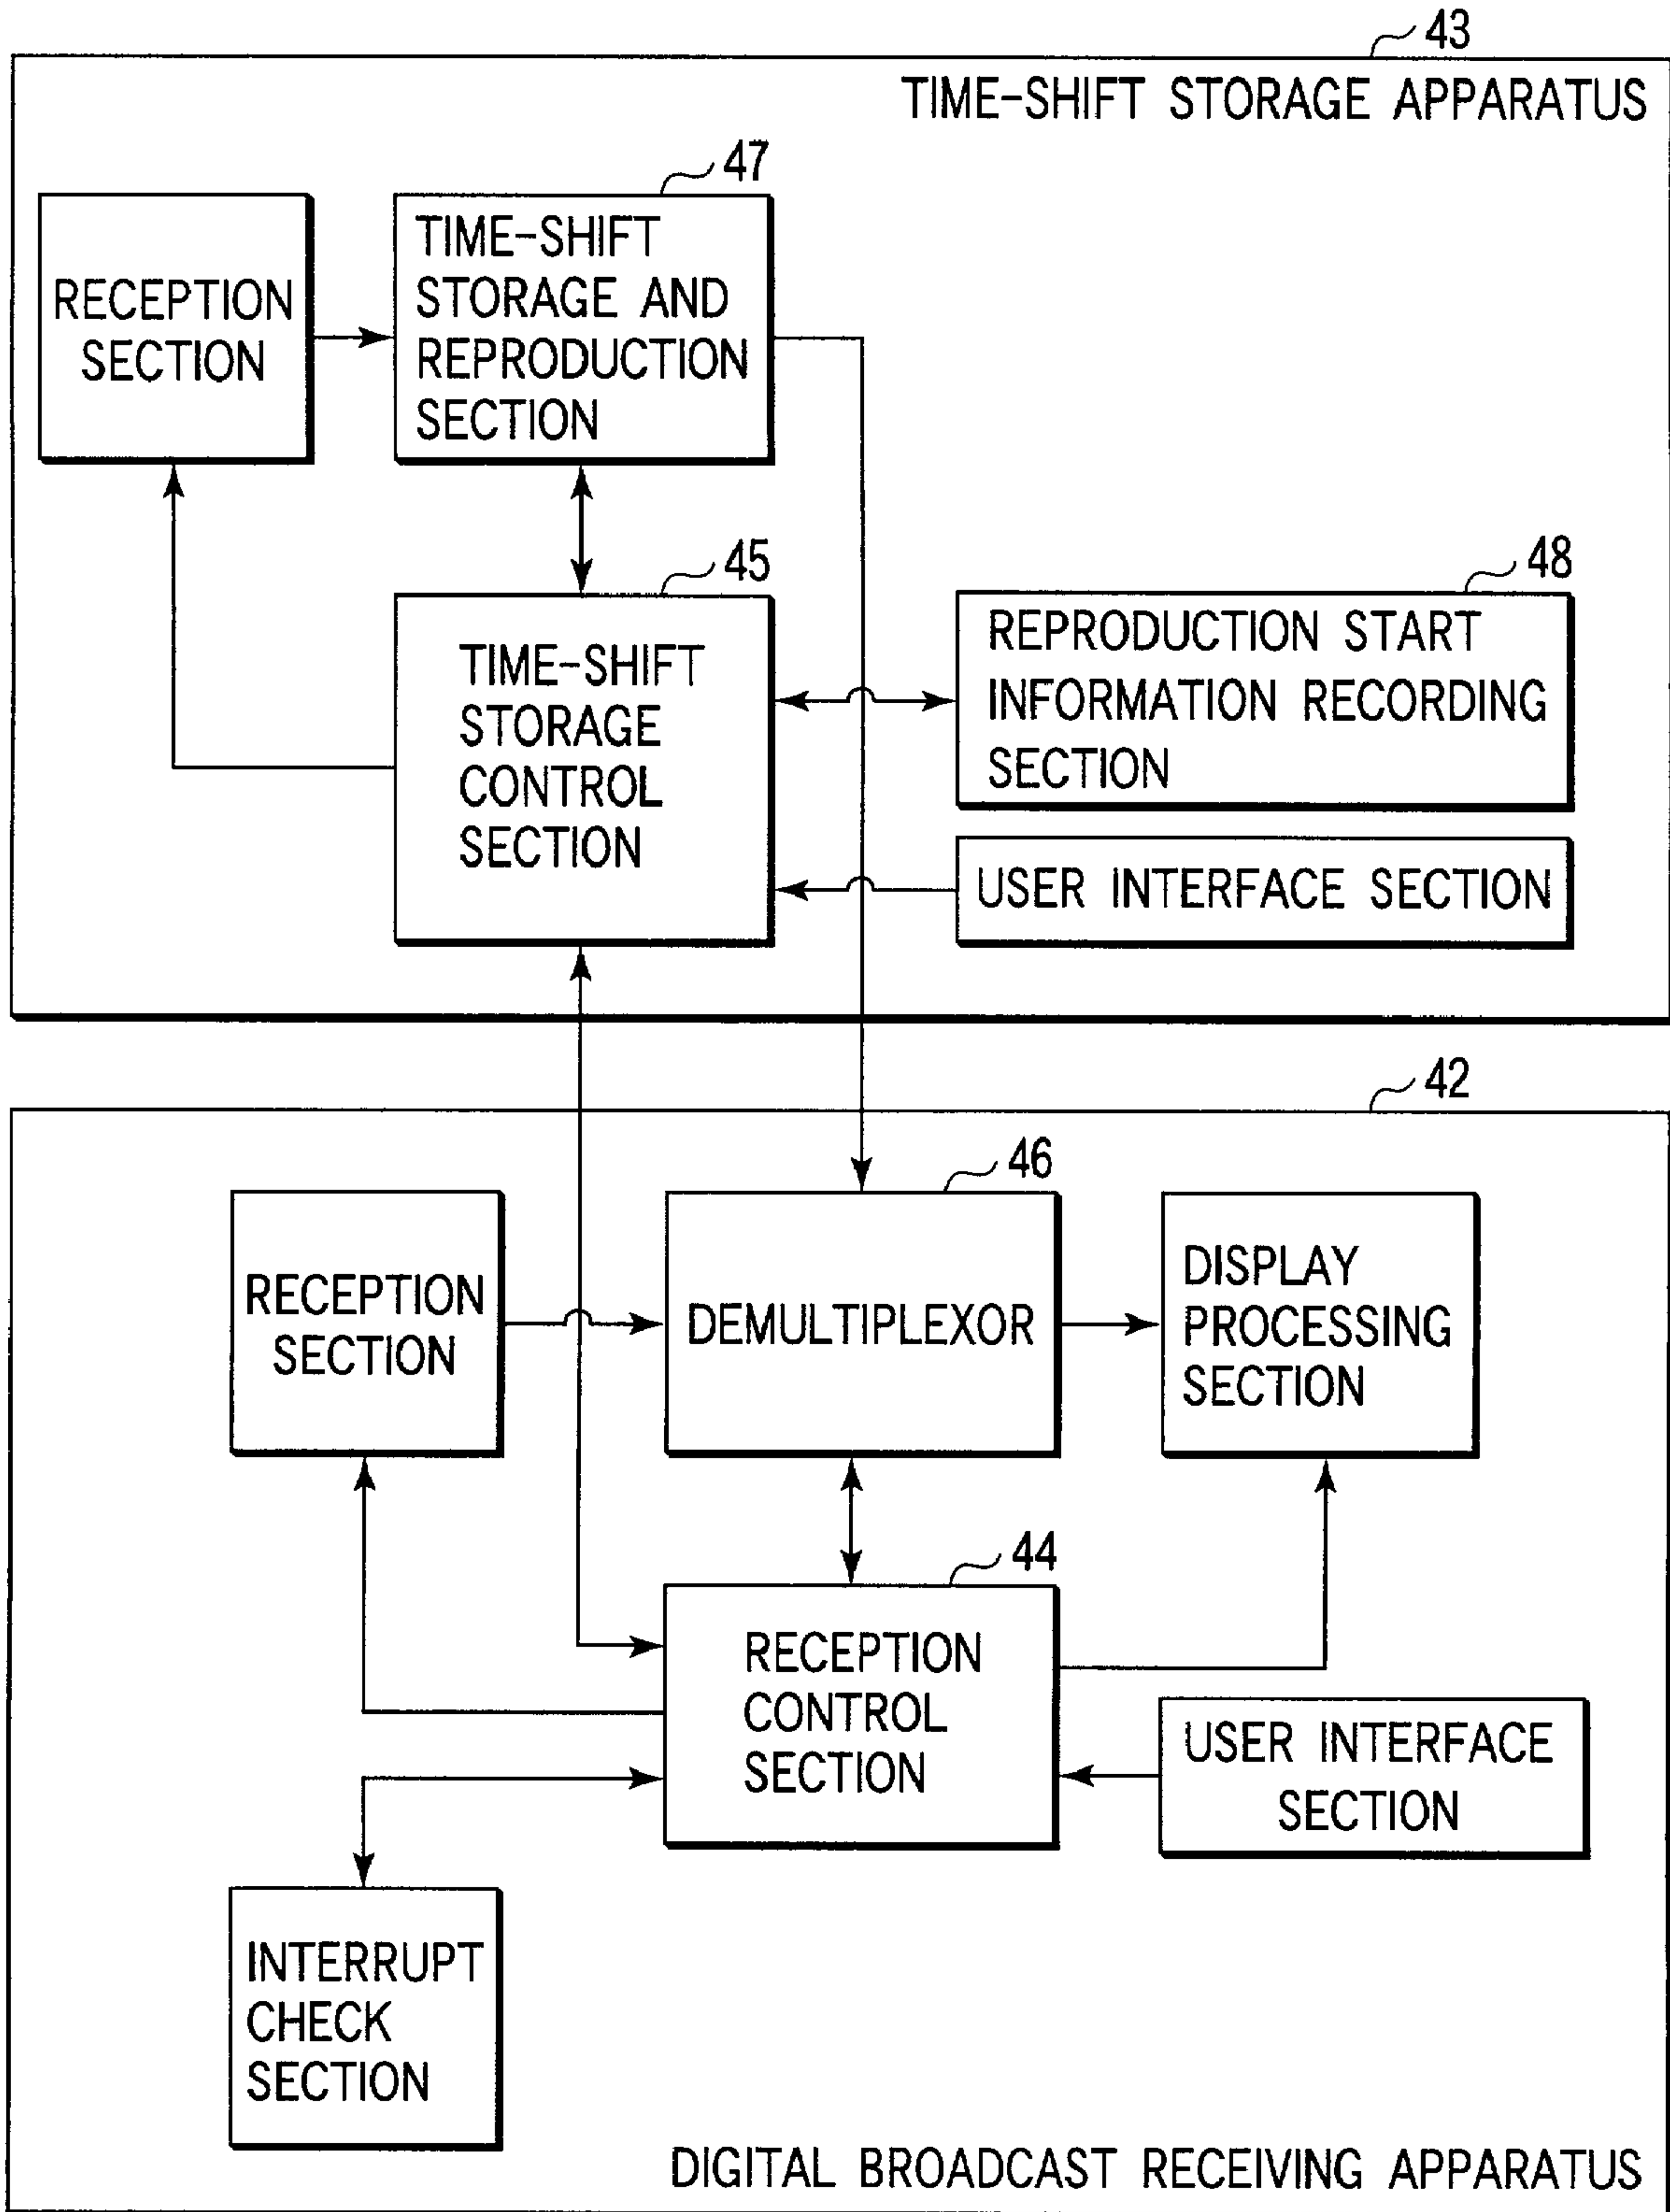 43
TIME-SHIFT STORAGE APPARATUS
47
RECEPTION
SECTION
TIME-SHIFT
STORAGE AND
REPRODUCTION
SECTION
45
TIME-SHIFT
STORAGE
CONTROL
SECTION
48
REPRODUCTION START
INFORMATION RECORDING
SECTION
USER INTERFACE SECTION
42
46
RECEPTION
SECTION
DEMULTIPLEXOR
DISPLAY
PROCESSING
SECTION
44
RECEPTION
CONTROL
SECTION
USER INTERFACE
SECTION
INTERRUPT
CHECK
SECTION
DIGITAL BROADCAST RECEIVING APPARATUS